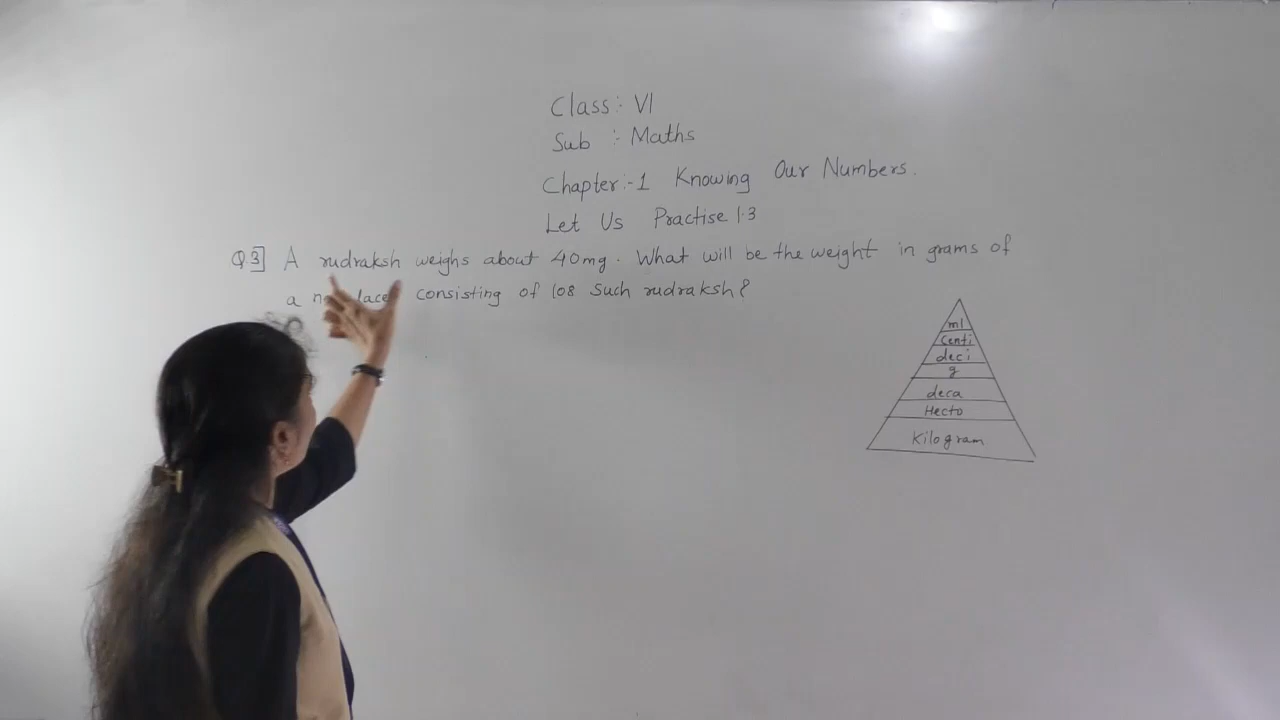 Class:- VI
Sub :- Maths
Chapter:-1 Knowing Our Numbers.
Let Us Practise 1.3
Q3] A rudraksh weighs about 40mg. What will be the weight in grams of
a consisting of 108 Such rudraksh?
ml
Centi
deci
g
deca
Hecto
Kilogram